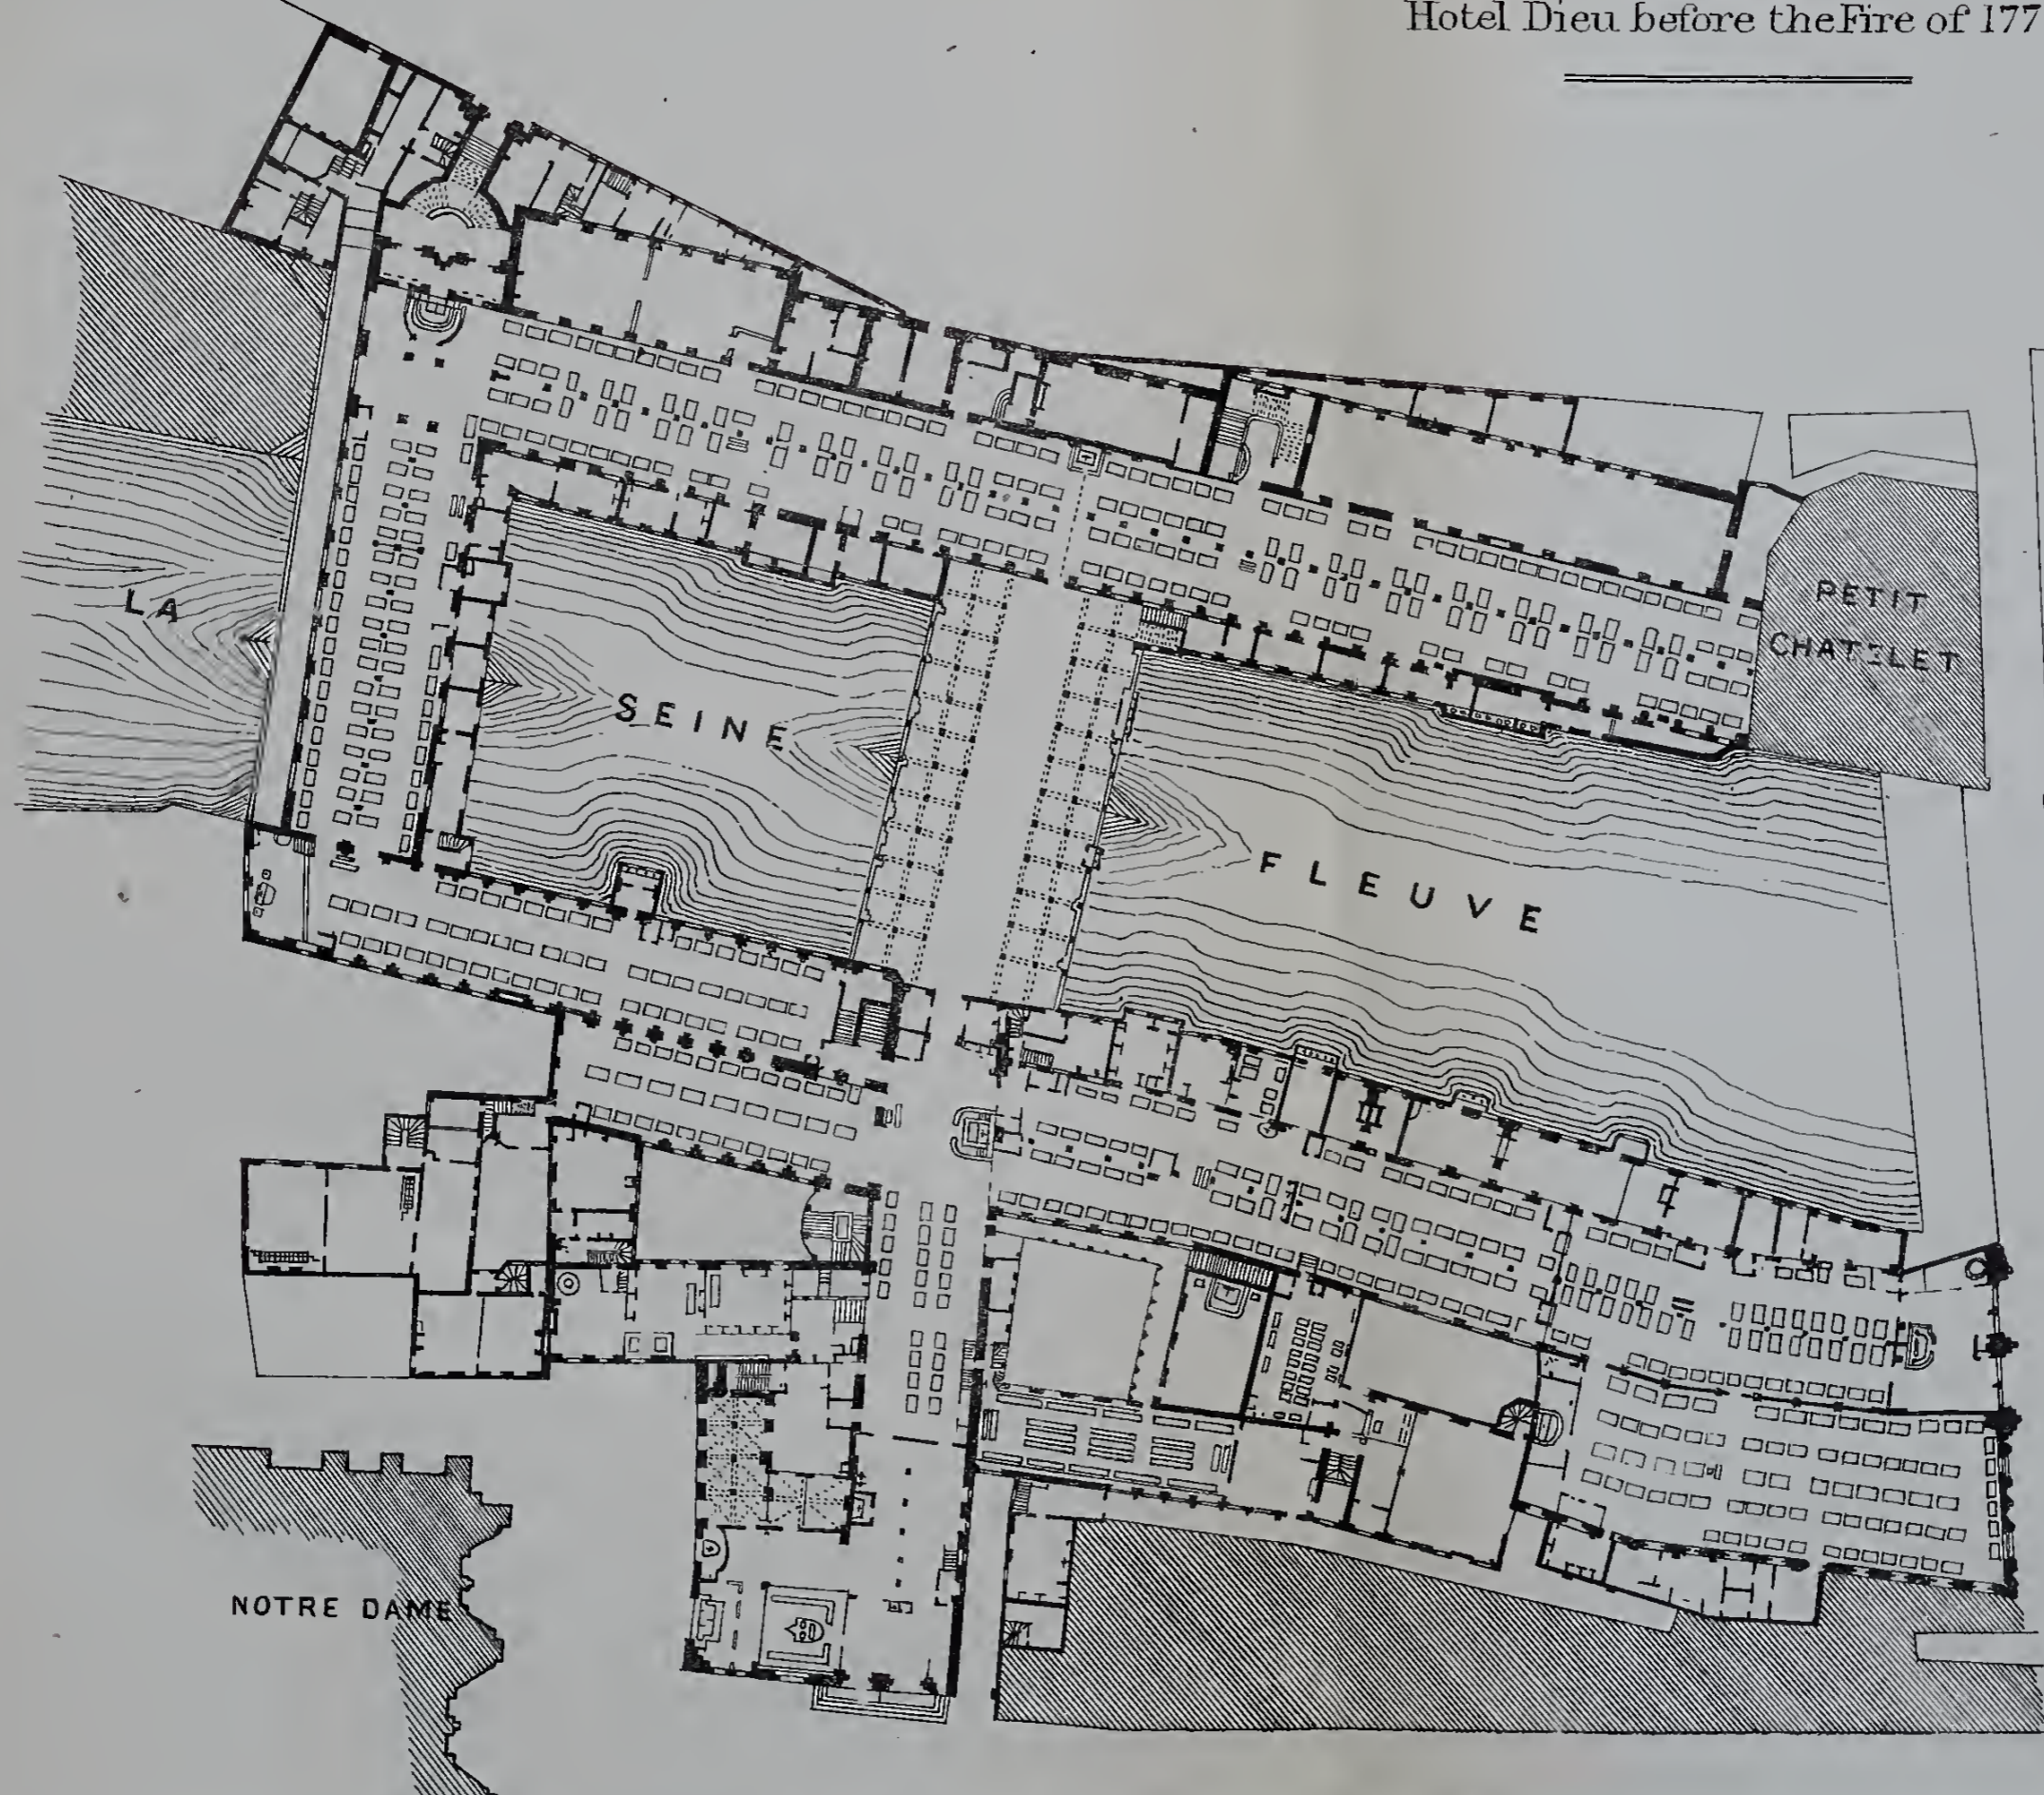 Hotel Dieu before the Fire of 177
PETIT
CHATELET
LA
SEINE
FLEUVE
NOTRE DAME